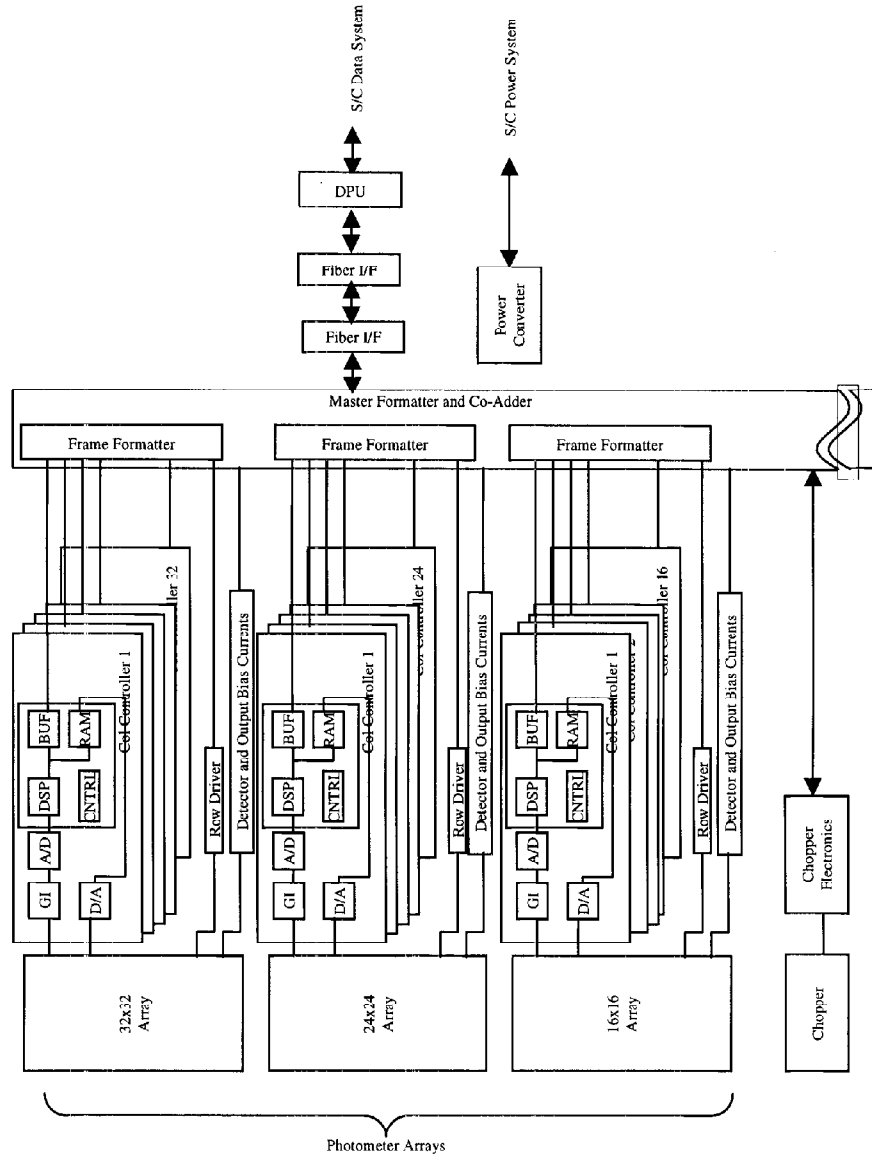 S/C Data System
S/C Power System
DPU
Fiber I/F
Fiber I/F
Power
Converter
Master Formatter and Co-Adder
Frame Formatter
Frame Formatter
Frame Formatter
32
Col Controller 1
BUF
RAM
DSP
CNTRL
A/D
GI
D/A
Row Driver
Detector and Output Bias Currents
Col Controller 24
Col Controller 1
BUF
RAM
DSP
CNTRL
A/D
GI
D/A
Row Driver
Detector and Output Bias Currents
Col Controller 16
Col Controller 2
Col Controller 1
BUF
RAM
DSP
CNTRL
A/D
GI
D/A
Row Driver
Detector and Output Bias Currents
Chopper
Electronics
32x32
Array
24x24
Array
16x16
Array
Chopper
Photometer Arrays